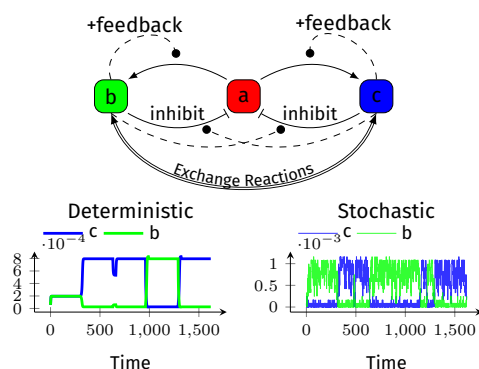 +feedback +feedback
b a c
inhibit inhibit
Exchange Reactions
Deterministic
·10⁻⁴
c b
8
6
4
2
0
0 500 1,000 1,500
Time
Stochastic
·10⁻³
c b
1
0.5
0
0 500 1,000 1,500
Time